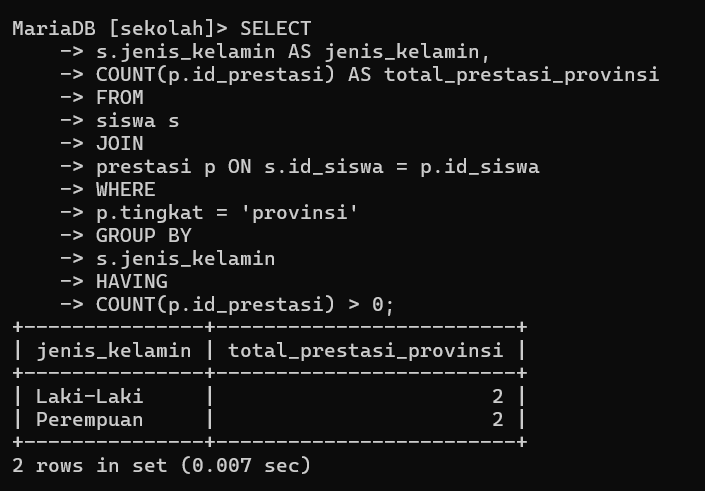 MariaDB [sekolah]> SELECT
    -> s.jenis_kelamin AS jenis_kelamin,
    -> COUNT(p.id_prestasi) AS total_prestasi_provinsi
    -> FROM
    -> siswa s
    -> JOIN
    -> prestasi p ON s.id_siswa = p.id_siswa
    -> WHERE
    -> p.tingkat = 'provinsi'
    -> GROUP BY
    -> s.jenis_kelamin
    -> HAVING
    -> COUNT(p.id_prestasi) > 0;
+---------------+-------------------------+
| jenis_kelamin | total_prestasi_provinsi |
+---------------+-------------------------+
| Laki-Laki     |                       2 |
| Perempuan     |                       2 |
+---------------+-------------------------+
2 rows in set (0.007 sec)